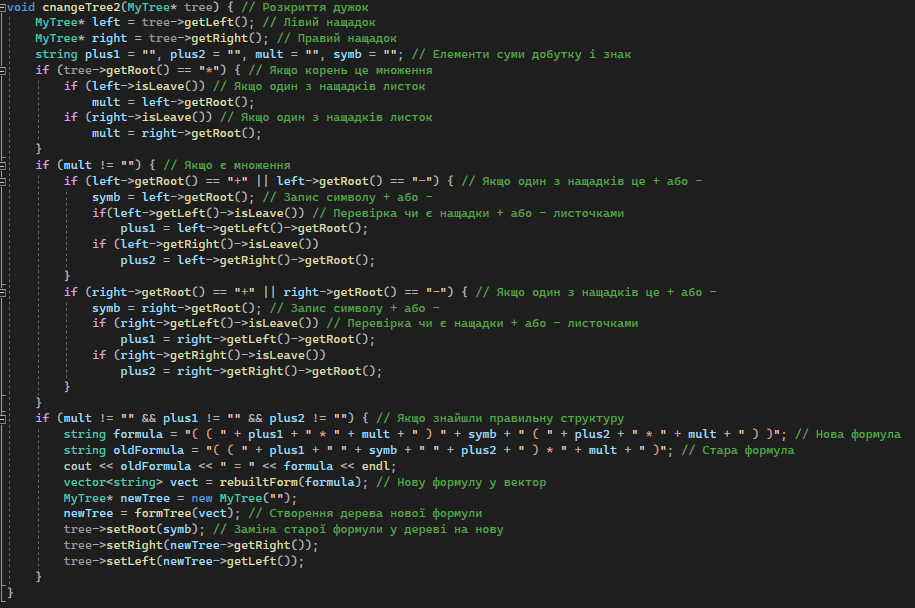 void cnangeTree2(MyTree* tree) { // Розкриття дужок
    MyTree* left = tree->getLeft(); // Лівий нащадок
    MyTree* right = tree->getRight(); // Правий нащадок
    string plus1 = "", plus2 = "", mult = "", symb = ""; // Елементи суми добутку і знак
    if (tree->getRoot() == "*") { // Якщо корень це множення
        if (left->isLeave()) // Якщо один з нащадків листок
            mult = left->getRoot();
        if (right->isLeave()) // Якщо один з нащадків листок
            mult = right->getRoot();
    }
    if (mult != "") { // Якщо є множення
        if (left->getRoot() == "+" || left->getRoot() == "-") { // Якщо один з нащадків це + або -
            symb = left->getRoot(); // Запис символу + або -
            if(left->getLeft()->isLeave()) // Перевірка чи є нащадки + або - листочками
                plus1 = left->getLeft()->getRoot();
            if (left->getRight()->isLeave())
                plus2 = left->getRight()->getRoot();
        }
        if (right->getRoot() == "+" || right->getRoot() == "-") { // Якщо один з нащадків це + або -
            symb = right->getRoot(); // Запис символу + або -
            if (right->getLeft()->isLeave()) // Перевірка чи є нащадки + або - листочками
                plus1 = right->getLeft()->getRoot();
            if (right->getRight()->isLeave())
                plus2 = right->getRight()->getRoot();
        }
    }
    if (mult != "" && plus1 != "" && plus2 != "") { // Якщо знайшли правильну структуру
        string formula = "( ( " + plus1 + " * " + mult + " ) " + symb + " ( " + plus2 + " * " + mult + " ) )"; // Нова формула
        string oldFormula = "( ( " + plus1 + " " + symb + " " + plus2 + " ) * " + mult + " )"; // Стара формула
        cout << oldFormula << " = " << formula << endl;
        vector<string> vect = rebuiltForm(formula); // Нову формулу у вектор
        MyTree* newTree = new MyTree("");
        newTree = formTree(vect); // Створення дерева нової формули
        tree->setRoot(symb); // Заміна старої формули у дереві на нову
        tree->setRight(newTree->getRight());
        tree->setLeft(newTree->getLeft());
    }
}